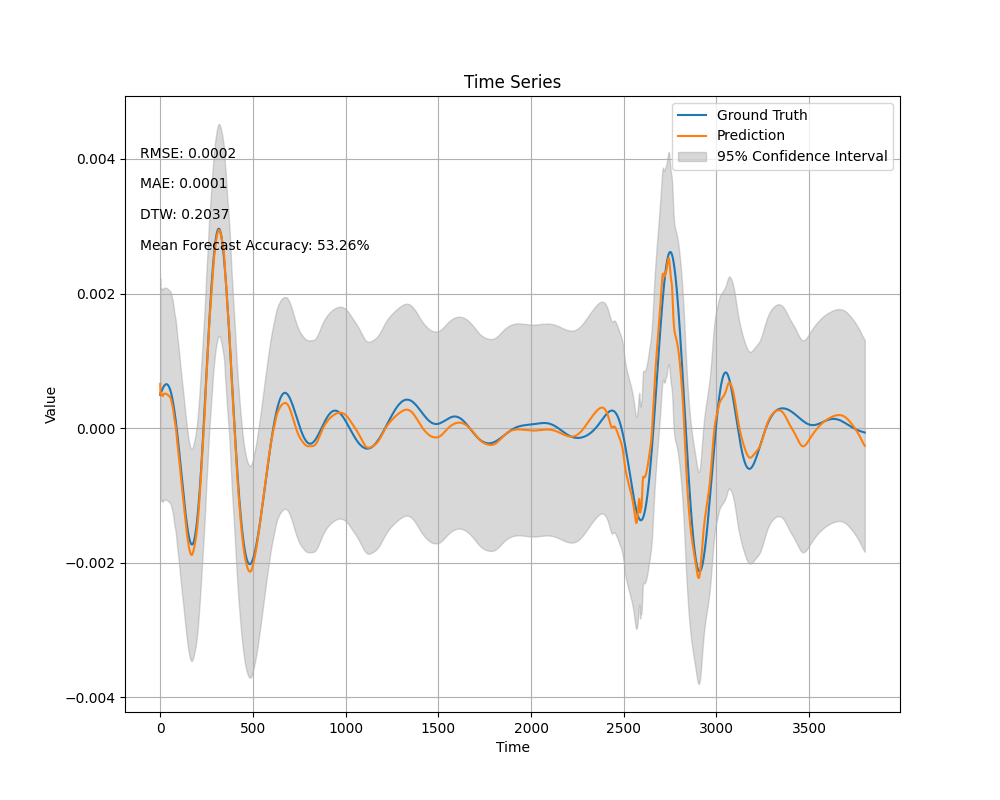 Time Series
Ground Truth
Prediction
95% Confidence Interval
RMSE: 0.0002
MAE: 0.0001
DTW: 0.2037
Mean Forecast Accuracy: 53.26%
0.004
0.002
0.000
−0.002
−0.004
Value
0 500 1000 1500 2000 2500 3000 3500
Time